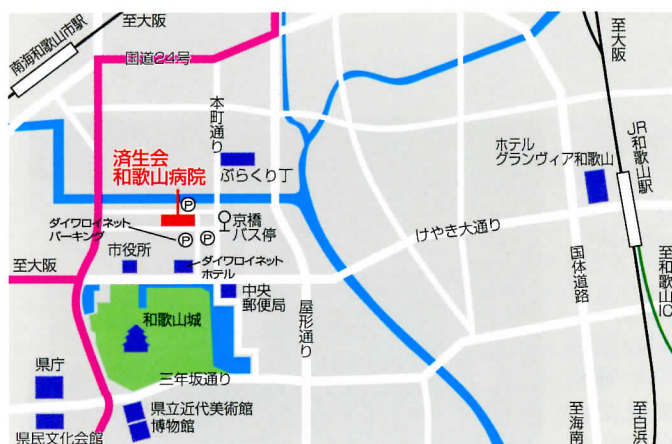 至大阪
南海和歌山市駅
国道24号
至大阪
本町通り
済生会
和歌山病院
ぶらくり丁
ホテル
グランヴィア和歌山
JR和歌山駅
P
京橋
バス停
ダイワロイネット
パーキング
P
P
けやき大通り
市役所
ダイワロイネット
ホテル
至大阪
中央
郵便局
屋形通り
国体道路
至和歌山IC
和歌山城
三年坂通り
県庁
県立近代美術館
博物館
県民文化会館
至海南
至白浜